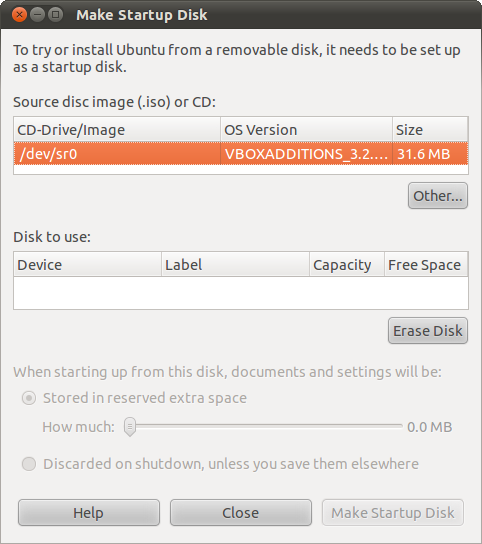 Make Startup Disk
To try or install Ubuntu from a removable disk, it needs to be set up
as a startup disk.
Source disc image (.iso) or CD:
CD-Drive/Image OS Version Size
/dev/sr0 VBOXADDITIONS_3.2.... 31.6 MB
Other...
Disk to use:
Device Label Capacity Free Space
Erase Disk
When starting up from this disk, documents and settings will be:
Stored in reserved extra space
How much: 0.0 MB
Discarded on shutdown, unless you save them elsewhere
Help Close Make Startup Disk